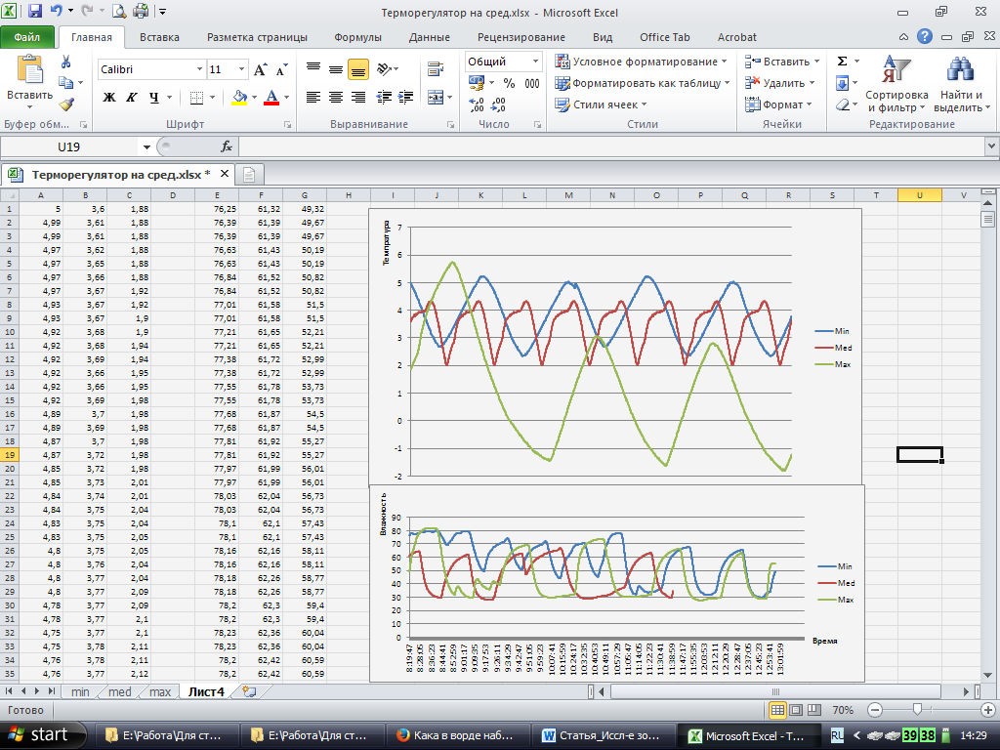 Терморегулятор на сред.xlsx - Microsoft Excel
Файл Главная Вставка Разметка страницы Формулы Данные Рецензирование Вид Office Tab Acrobat
Вставить Calibri 11 Общий Условное форматирование Вставить Σ
Ж К Ч % 000 Форматировать как таблицу Удалить Сортировка и фильтр Найти и выделить
Стили ячеек Формат
Буфер обм... Шрифт Выравнивание Число Стили Ячейки Редактирование
U19 fx
Терморегулятор на сред.xlsx *
A B C D E F G H I J K L M N O P Q R S T U V
1 5 3,6 1,88 76,25 61,32 49,32
2 4,99 3,61 1,88 76,39 61,39 49,67
3 4,99 3,61 1,88 76,39 61,39 49,67
4 4,97 3,62 1,88 76,63 61,43 50,19
5 4,97 3,65 1,88 76,63 61,43 50,19
6 4,97 3,66 1,88 76,84 61,52 50,82
7 4,97 3,67 1,92 76,84 61,52 50,82
8 4,93 3,67 1,92 77,01 61,58 51,5
9 4,93 3,67 1,9 77,01 61,58 51,5
10 4,92 3,68 1,9 77,21 61,65 52,21
11 4,92 3,68 1,94 77,21 61,65 52,21
12 4,92 3,69 1,94 77,38 61,72 52,99
13 4,92 3,66 1,95 77,38 61,72 52,99
14 4,92 3,66 1,95 77,55 61,78 53,73
15 4,92 3,69 1,98 77,55 61,78 53,73
16 4,89 3,7 1,98 77,68 61,87 54,5
17 4,89 3,69 1,98 77,68 61,87 54,5
18 4,87 3,7 1,98 77,81 61,92 55,27
19 4,87 3,72 1,98 77,81 61,92 55,27
20 4,85 3,72 1,98 77,97 61,99 56,01
21 4,85 3,73 2,01 77,97 61,99 56,01
22 4,84 3,74 2,01 78,03 62,04 56,73
23 4,84 3,75 2,04 78,03 62,04 56,73
24 4,83 3,75 2,04 78,1 62,1 57,43
25 4,83 3,75 2,05 78,1 62,1 57,43
26 4,8 3,75 2,05 78,16 62,16 58,11
27 4,8 3,76 2,04 78,16 62,16 58,11
28 4,8 3,77 2,04 78,18 62,26 58,77
29 4,8 3,77 2,09 78,18 62,26 58,77
30 4,78 3,77 2,09 78,2 62,3 59,4
31 4,78 3,77 2,1 78,2 62,3 59,4
32 4,75 3,77 2,1 78,23 62,36 60,04
33 4,75 3,78 2,11 78,23 62,36 60,04
34 4,76 3,78 2,11 78,2 62,42 60,59
35 4,76 3,77 2,12 78,2 62,42 60,59
Темпратура
7
6
5
4
3
2
1
0
-1
-2
Min
Med
Max
Влажность
90
80
70
60
50
40
30
20
10
0
Min
Med
Max
Время
8:19:47 8:28:05 8:36:23 8:44:41 8:52:59 9:01:17 9:09:35 9:17:53 9:26:11 9:34:29 9:42:47 9:51:05 9:59:23 10:07:41 10:15:59 10:24:17 10:32:35 10:40:53 10:49:11 10:57:29 11:05:47 11:14:05 11:22:23 11:30:41 11:38:59 11:47:17 11:55:35 12:03:53 12:12:11 12:20:29 12:28:47 12:37:05 12:45:23 12:53:41 13:01:59
min med max Лист4
Готово 70%
start E:\Работа\Для ст... E:\Работа\Для ст... Кака в ворде наб... Статья_Иссл-е зо... Microsoft Excel - Т... RU 39 38 14:29